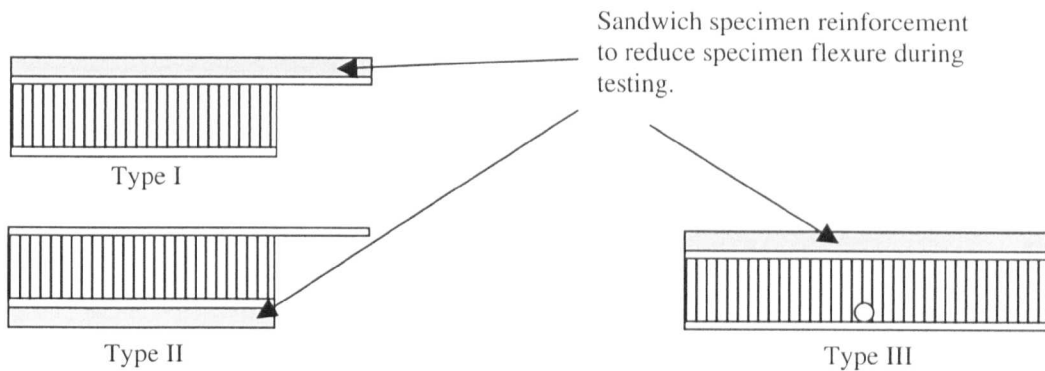 Sandwich specimen reinforcement
to reduce specimen flexure during
testing.
Type I
Type II
Type III